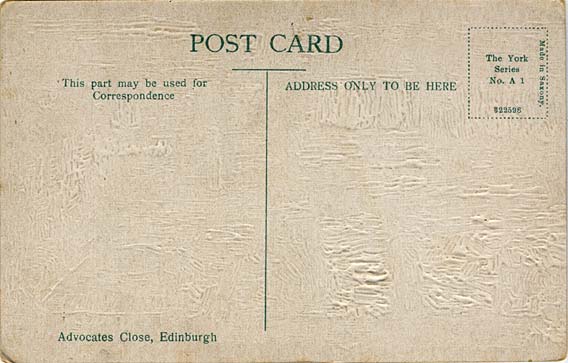 POST CARD
This part may be used for
Correspondence
ADDRESS ONLY TO BE HERE
The York
Series
No. A 1
Made in Saxony.
Advocates Close, Edinburgh